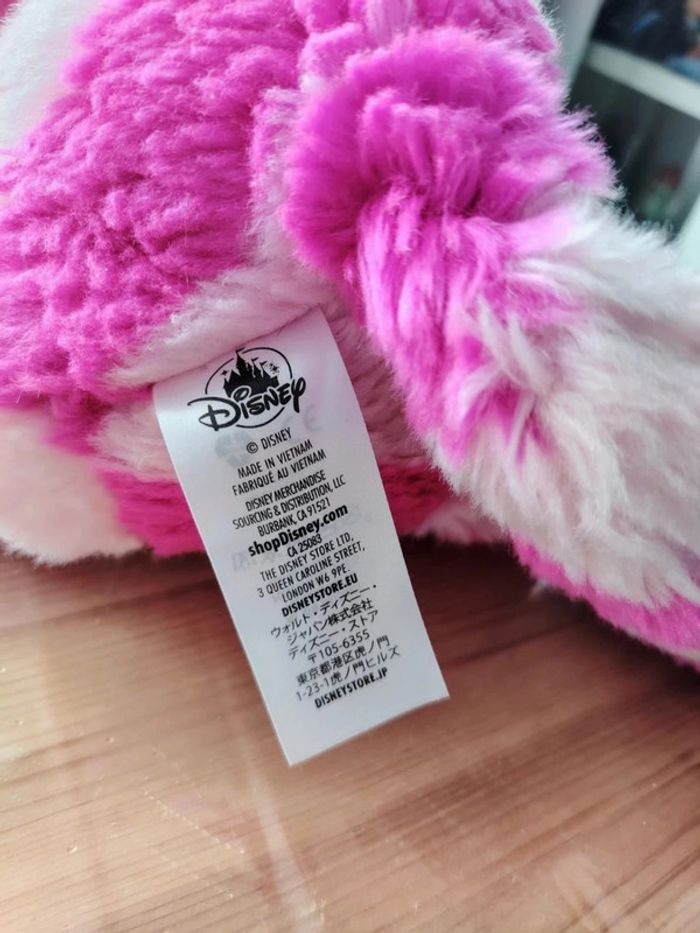 Disney
© DISNEY
MADE IN VIETNAM
FABRIQUÉ AU VIETNAM
DISNEY MERCHANDISE
SOURCING & DISTRIBUTION, LLC
BURBANK, CA 91521
shopDisney.com
CA 25083
THE DISNEY STORE LTD,
3 QUEEN CAROLINE STREET,
LONDON W6 9PE.
DISNEYSTORE.EU
ウォルト・ディズニー・
ジャパン株式会社
ディズニー・ストア
〒105-6355
東京都港区虎ノ門
1-23-1虎ノ門ヒルズ
DISNEYSTORE.JP